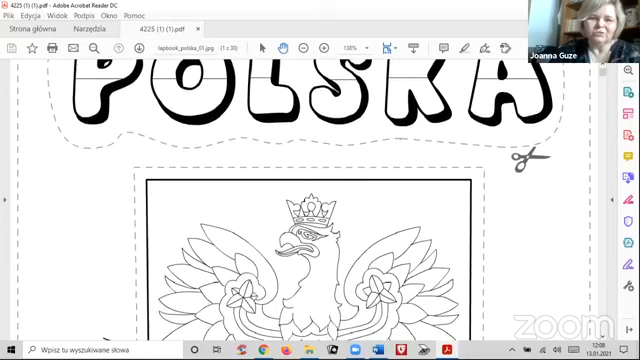 4225 (1) (1).pdf - Adobe Acrobat Reader DC
Plik Edycja Widok Podpis Okno Pomoc
Strona główna Narzędzia 4225 (1) (1).pdf ×
lapbook_polska_01.jpg (1 z 30) 138%
Joanna Guze
POLSKA
zoom
Wpisz tu wyszukiwane słowa
12:08
13.01.2021